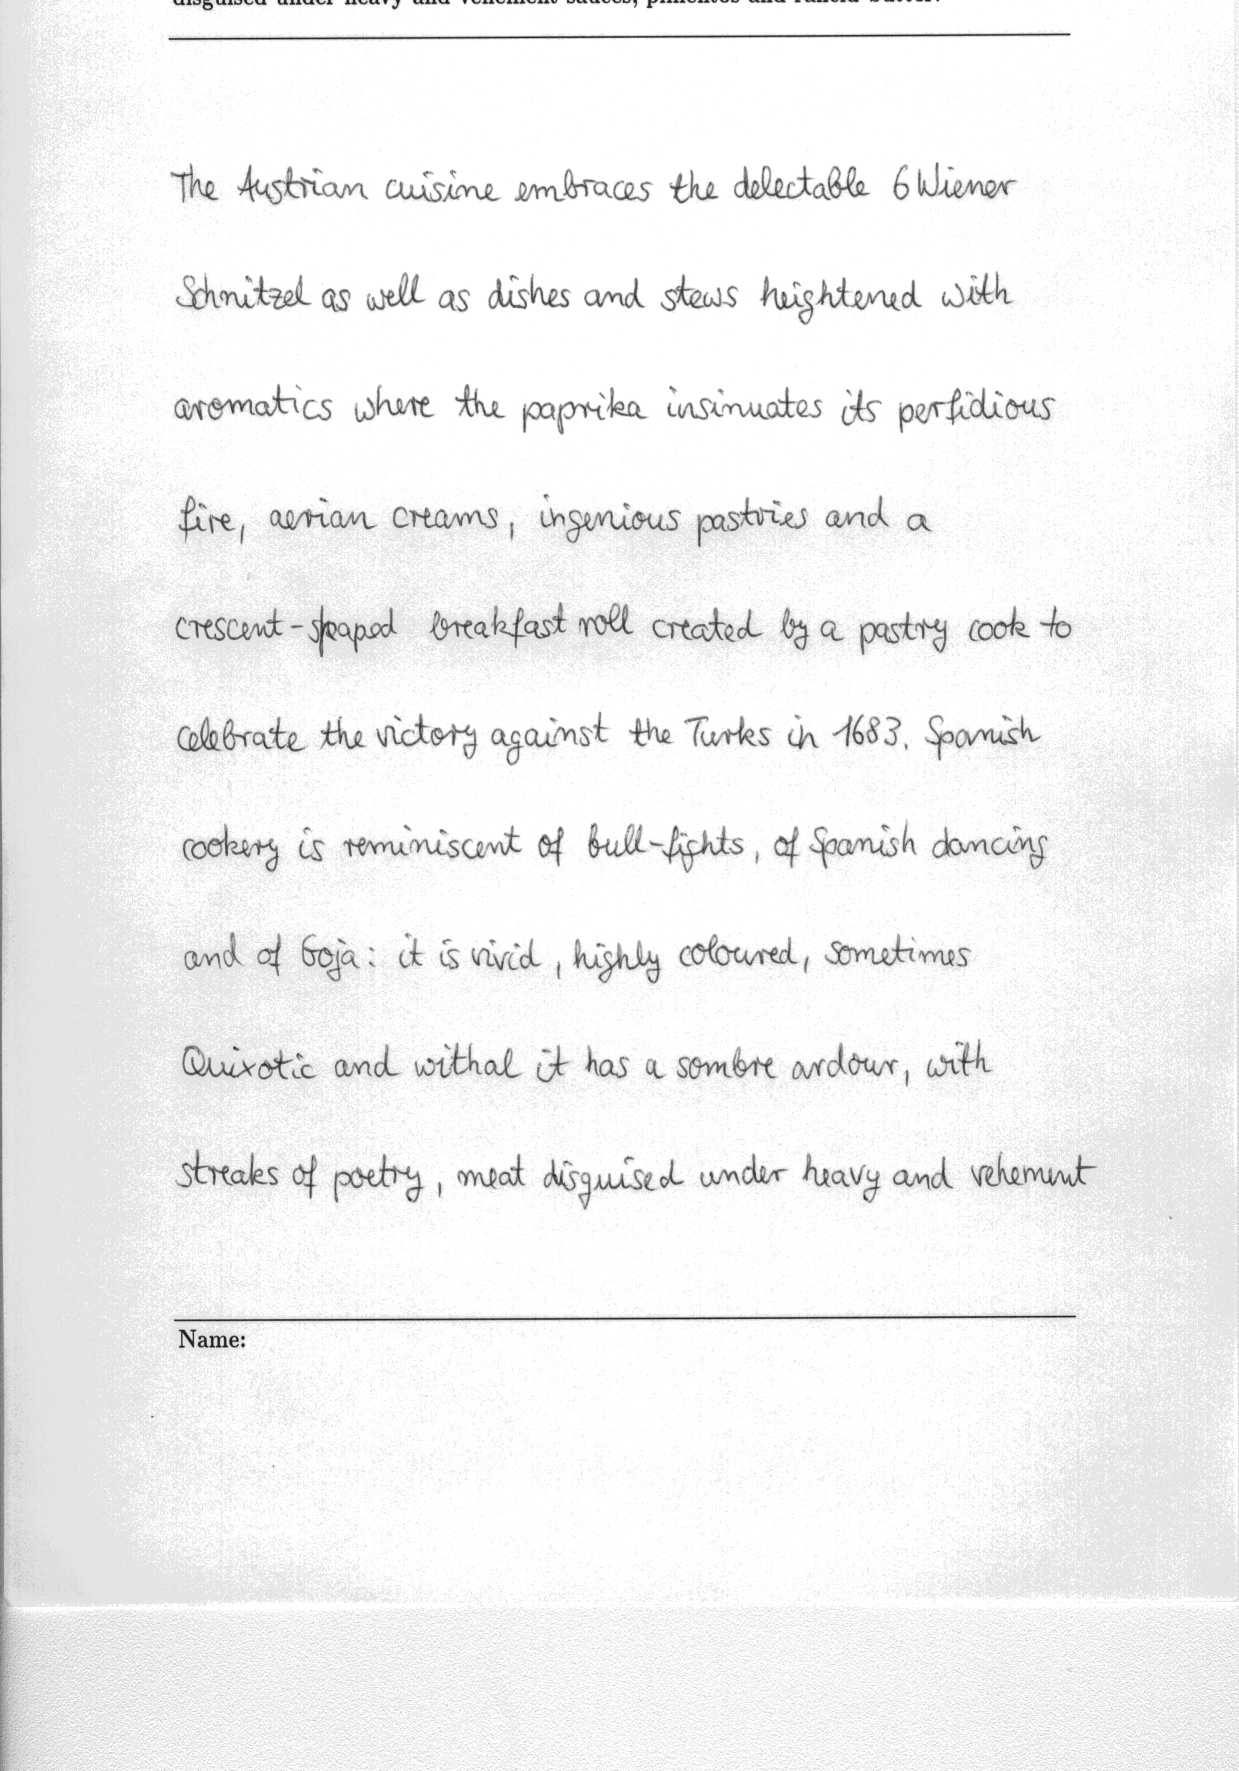 disguised under heavy and vehement sauces, pimentos and rancid butter.
The Austrian cuisine embraces the delectable 6 Wiener
Schnitzel as well as dishes and stews heightened with
aromatics where the paprika insinuates its perfidious
fire, aerian creams, ingenious pastries and a
crescent-shaped breakfast roll created by a pastry cook to
celebrate the victory against the Turks in 1683. Spanish
cookery is reminiscent of bull-fights, of Spanish dancing
and of Goja: it is vivid, highly coloured, sometimes
Quixotic and withal it has a sombre ardour, with
streaks of poetry, meat disguised under heavy and vehement
Name: